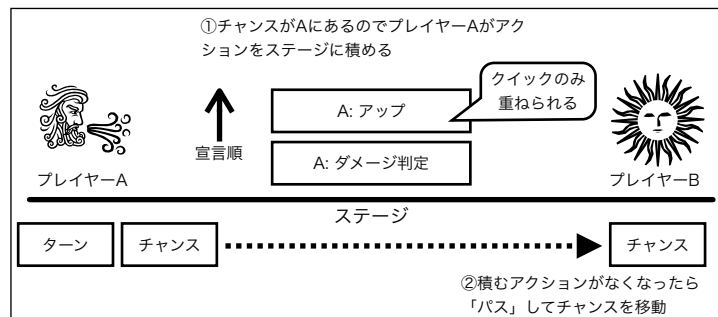 ①チャンスがAにあるのでプレイヤーAがアク
ションをステージに積める
クイックのみ
重ねられる
A: アップ
宣言順
A: ダメージ判定
プレイヤーA
プレイヤーB
ステージ
ターン
チャンス
チャンス
②積むアクションがなくなったら
「パス」してチャンスを移動